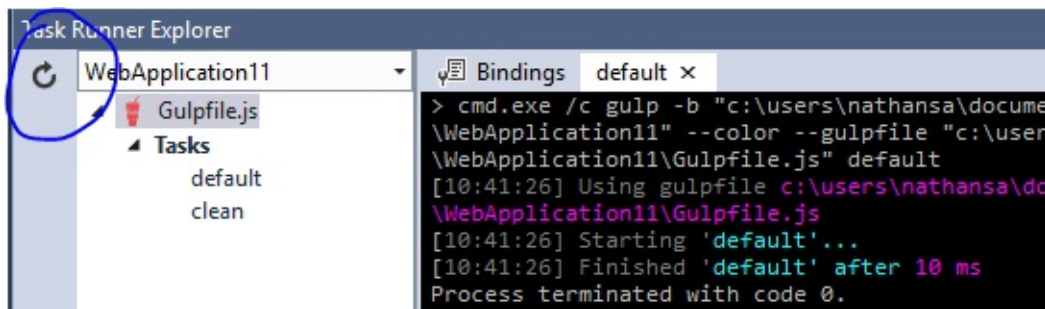 Task Runner Explorer
WebApplication11
Gulpfile.js
Tasks
default
clean
Bindings default ×
> cmd.exe /c gulp -b "c:\users\nathansa\docume
\WebApplication11" --color --gulpfile "c:\user
\WebApplication11\Gulpfile.js" default
[10:41:26] Using gulpfile c:\users\nathansa\do
\WebApplication11\Gulpfile.js
[10:41:26] Starting 'default'...
[10:41:26] Finished 'default' after 10 ms
Process terminated with code 0.